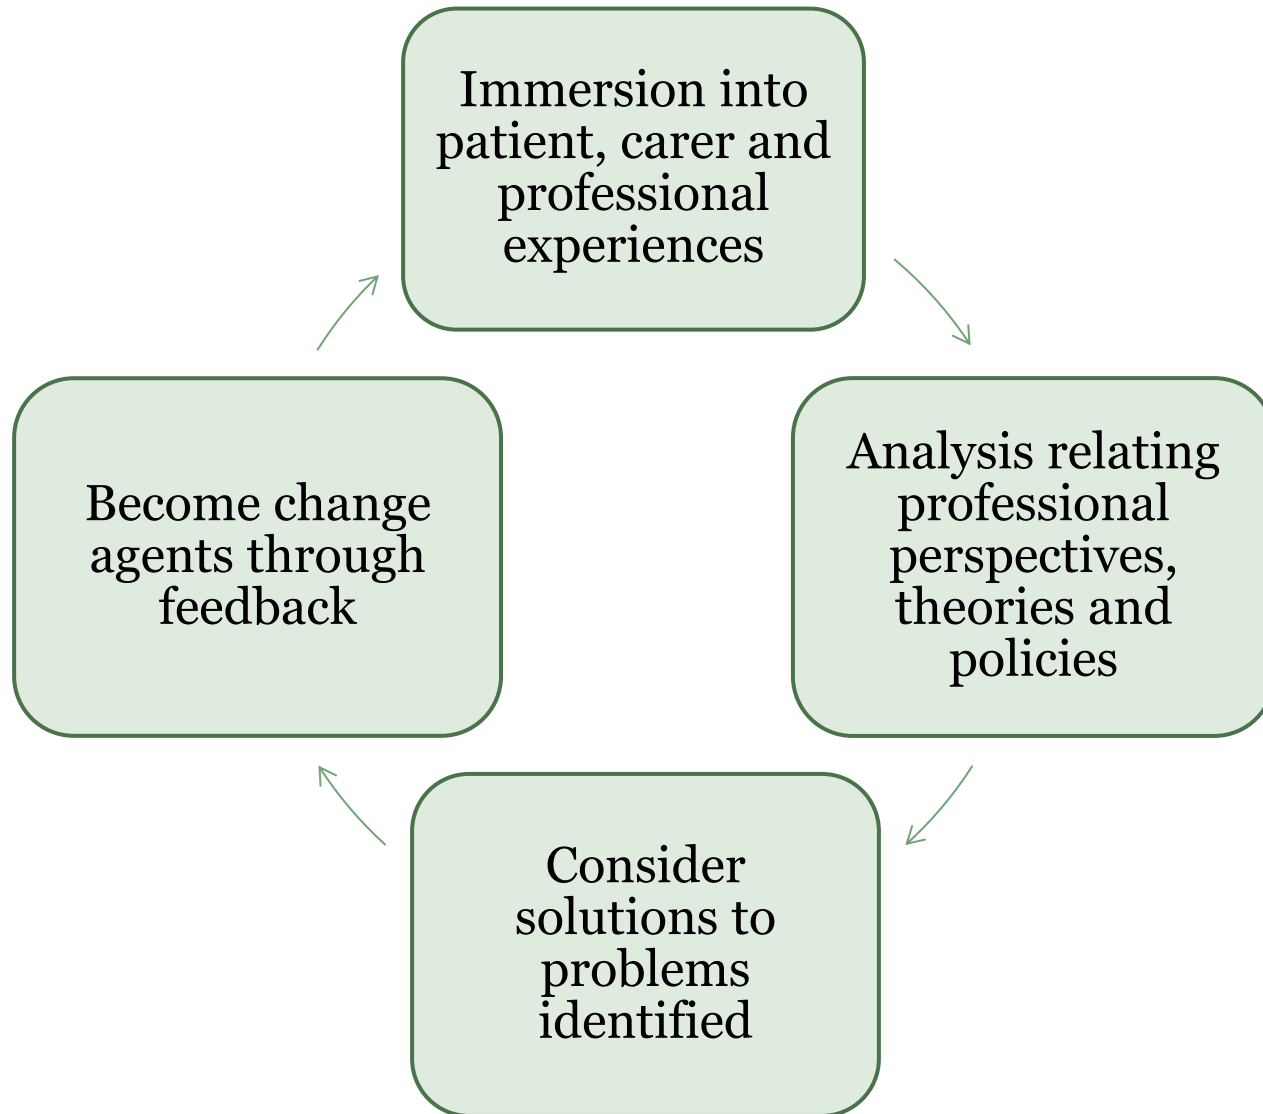 Immersion into
patient, carer and
professional
experiences
Analysis relating
professional
perspectives,
theories and
policies
Consider
solutions to
problems
identified
Become change
agents through
feedback